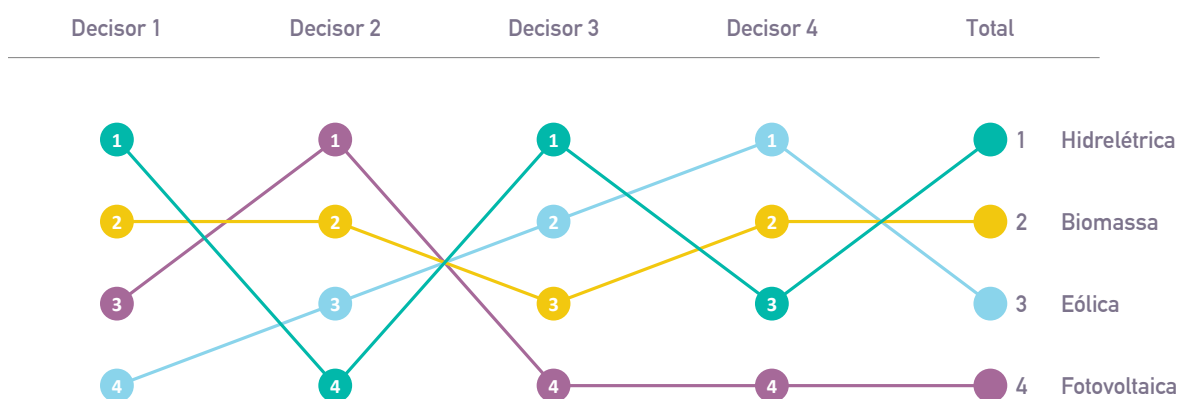 Decisor 1 Decisor 2 Decisor 3 Decisor 4 Total
1 1 1 1 1 Hidrelétrica
2 2 2 2 2 Biomassa
3 3 3 3 3 Eólica
4 4 4 4 4 Fotovoltaica